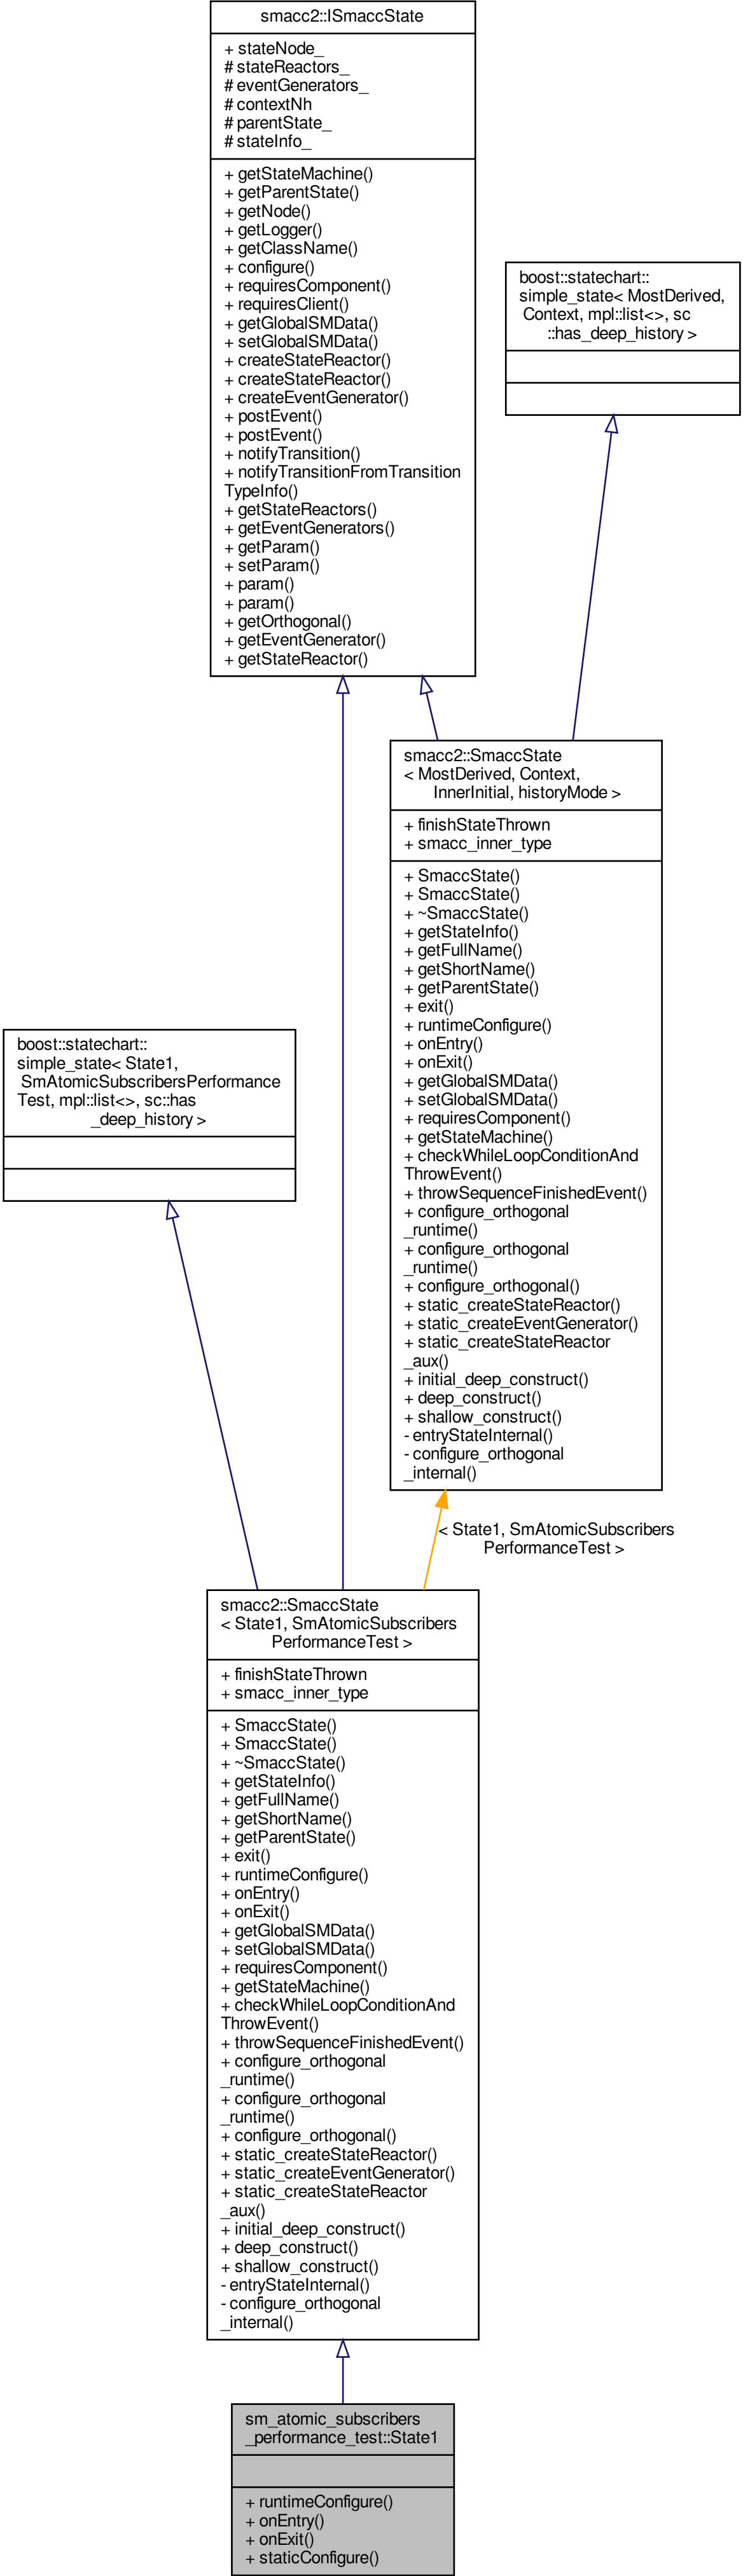 smacc2::ISmaccState
+ stateNode_
# stateReactors_
# eventGenerators_
# contextNh
# parentState_
# stateInfo_
+ getStateMachine()
+ getParentState()
+ getNode()
+ getLogger()
+ getClassName()
+ configure()
+ requiresComponent()
+ requiresClient()
+ getGlobalSMData()
+ setGlobalSMData()
+ createStateReactor()
+ createStateReactor()
+ createEventGenerator()
+ postEvent()
+ postEvent()
+ notifyTransition()
+ notifyTransitionFromTransition
TypeInfo()
+ getStateReactors()
+ getEventGenerators()
+ getParam()
+ setParam()
+ param()
+ param()
+ getOrthogonal()
+ getEventGenerator()
+ getStateReactor()
boost::statechart::
simple_state< MostDerived,
Context, mpl::list<>, sc
::has_deep_history >
smacc2::SmaccState
< MostDerived, Context,
InnerInitial, historyMode >
+ finishStateThrown
+ smacc_inner_type
+ SmaccState()
+ SmaccState()
+ ~SmaccState()
+ getStateInfo()
+ getFullName()
+ getShortName()
+ getParentState()
+ exit()
+ runtimeConfigure()
+ onEntry()
+ onExit()
+ getGlobalSMData()
+ setGlobalSMData()
+ requiresComponent()
+ getStateMachine()
+ checkWhileLoopConditionAnd
ThrowEvent()
+ throwSequenceFinishedEvent()
+ configure_orthogonal
_runtime()
+ configure_orthogonal
_runtime()
+ configure_orthogonal()
+ static_createStateReactor()
+ static_createEventGenerator()
+ static_createStateReactor
_aux()
+ initial_deep_construct()
+ deep_construct()
+ shallow_construct()
- entryStateInternal()
- configure_orthogonal
_internal()
boost::statechart::
simple_state< State1,
SmAtomicSubscribersPerformance
Test, mpl::list<>, sc::has
_deep_history >
< State1, SmAtomicSubscribers
PerformanceTest >
smacc2::SmaccState
< State1, SmAtomicSubscribers
PerformanceTest >
+ finishStateThrown
+ smacc_inner_type
+ SmaccState()
+ SmaccState()
+ ~SmaccState()
+ getStateInfo()
+ getFullName()
+ getShortName()
+ getParentState()
+ exit()
+ runtimeConfigure()
+ onEntry()
+ onExit()
+ getGlobalSMData()
+ setGlobalSMData()
+ requiresComponent()
+ getStateMachine()
+ checkWhileLoopConditionAnd
ThrowEvent()
+ throwSequenceFinishedEvent()
+ configure_orthogonal
_runtime()
+ configure_orthogonal
_runtime()
+ configure_orthogonal()
+ static_createStateReactor()
+ static_createEventGenerator()
+ static_createStateReactor
_aux()
+ initial_deep_construct()
+ deep_construct()
+ shallow_construct()
- entryStateInternal()
- configure_orthogonal
_internal()
sm_atomic_subscribers
_performance_test::State1
+ runtimeConfigure()
+ onEntry()
+ onExit()
+ staticConfigure()